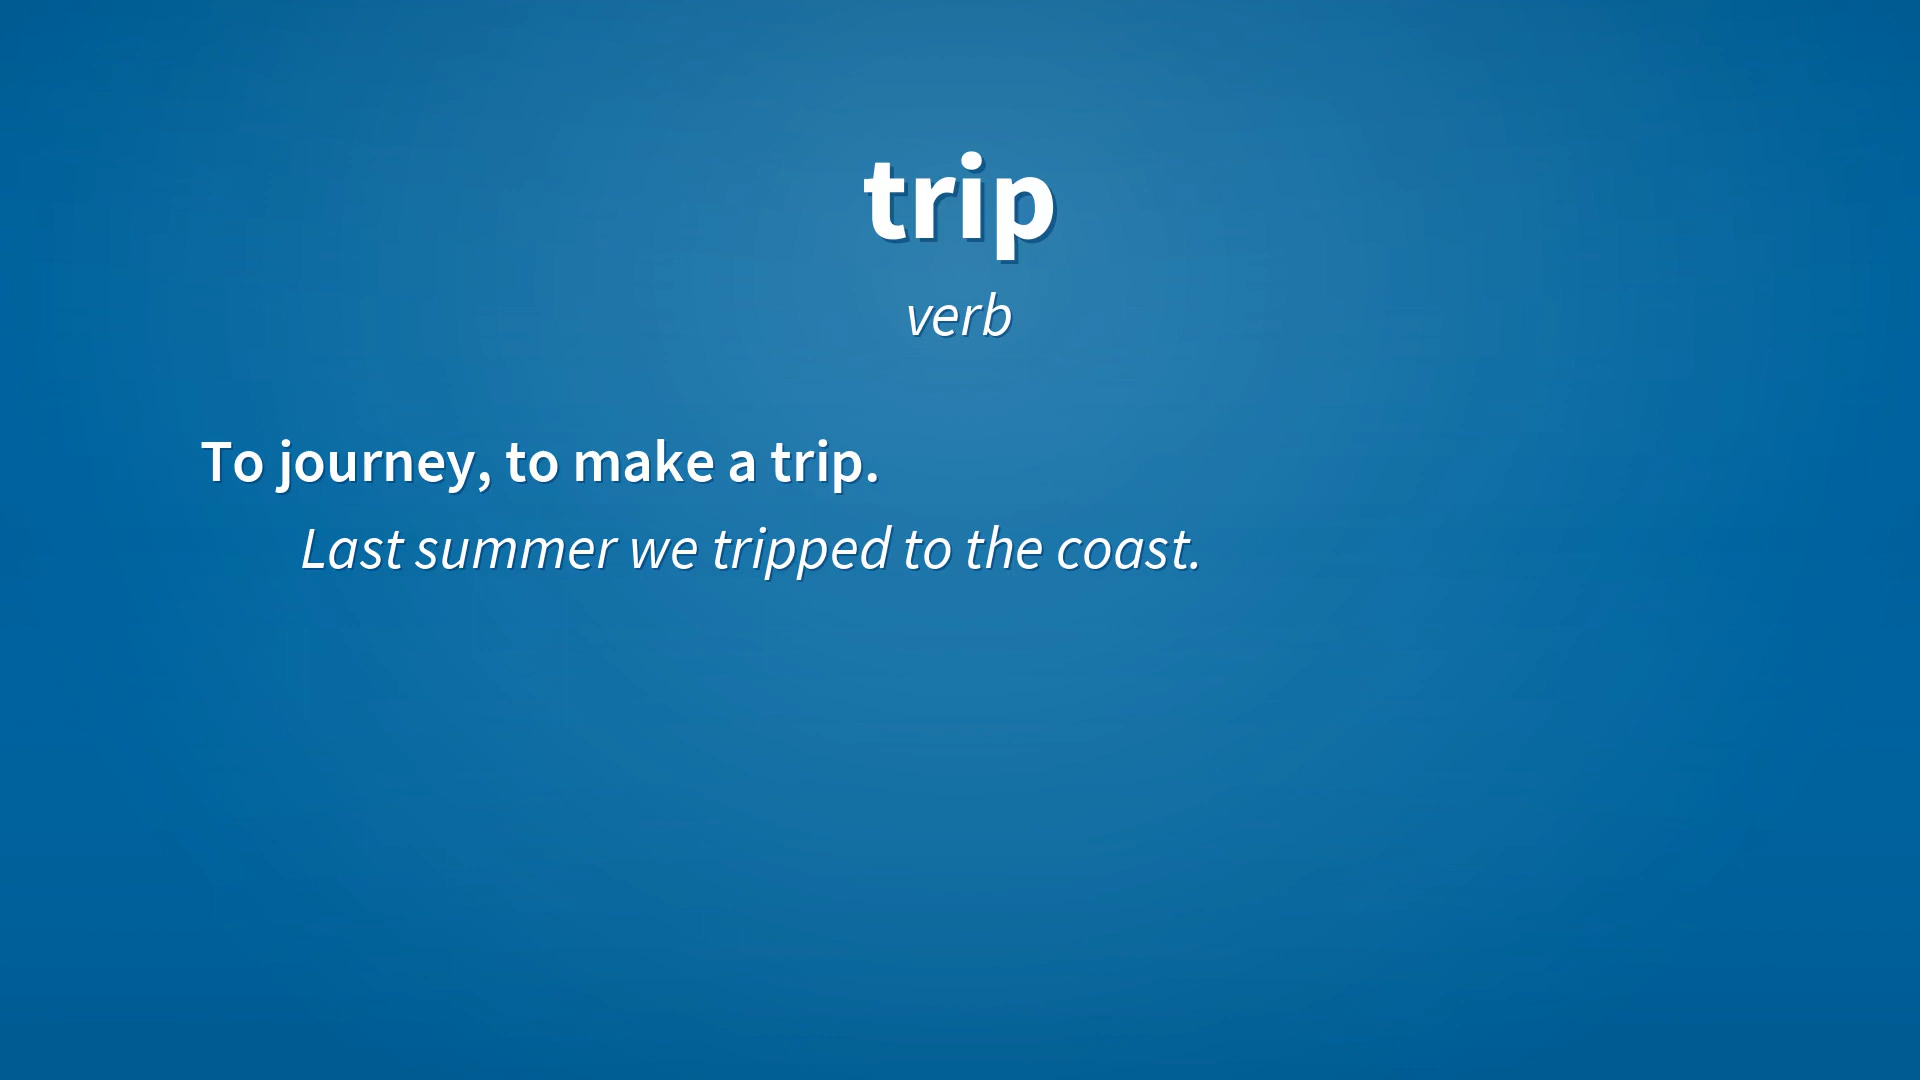 trip
verb
To journey, to make a trip.
Last summer we tripped to the coast.